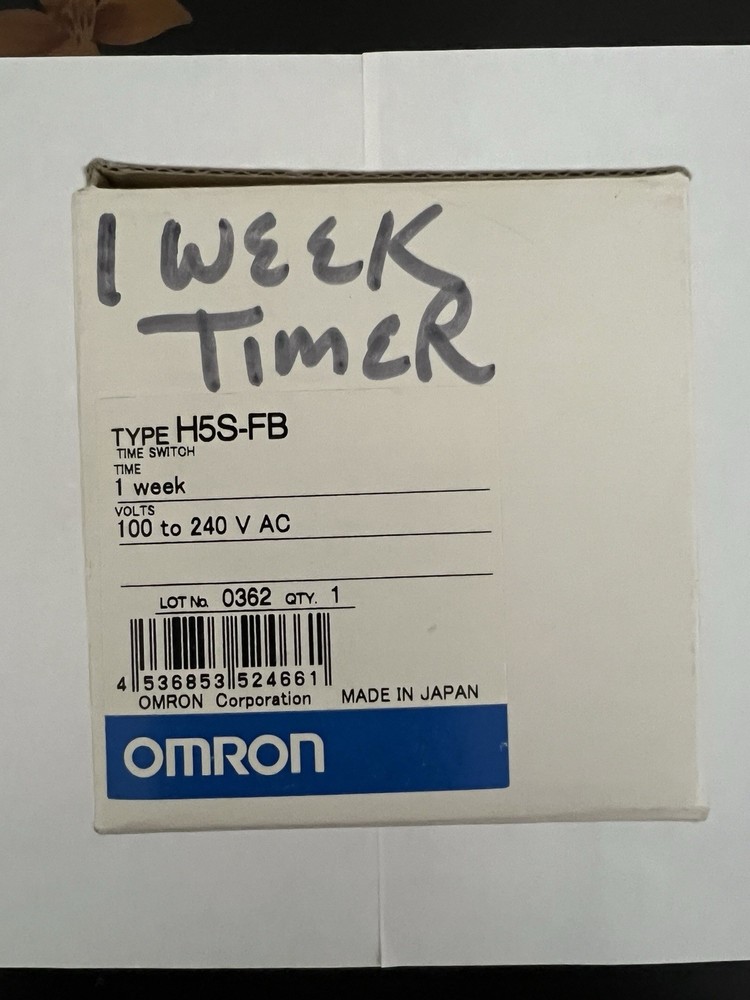 1 WEEK
TIMER
TYPE H5S-FB
TIME SWITCH
TIME
1 week
VOLTS
100 to 240 V AC
LOT No. 0362 QTY. 1
4 536853 524661
OMRON Corporation MADE IN JAPAN
OMRON